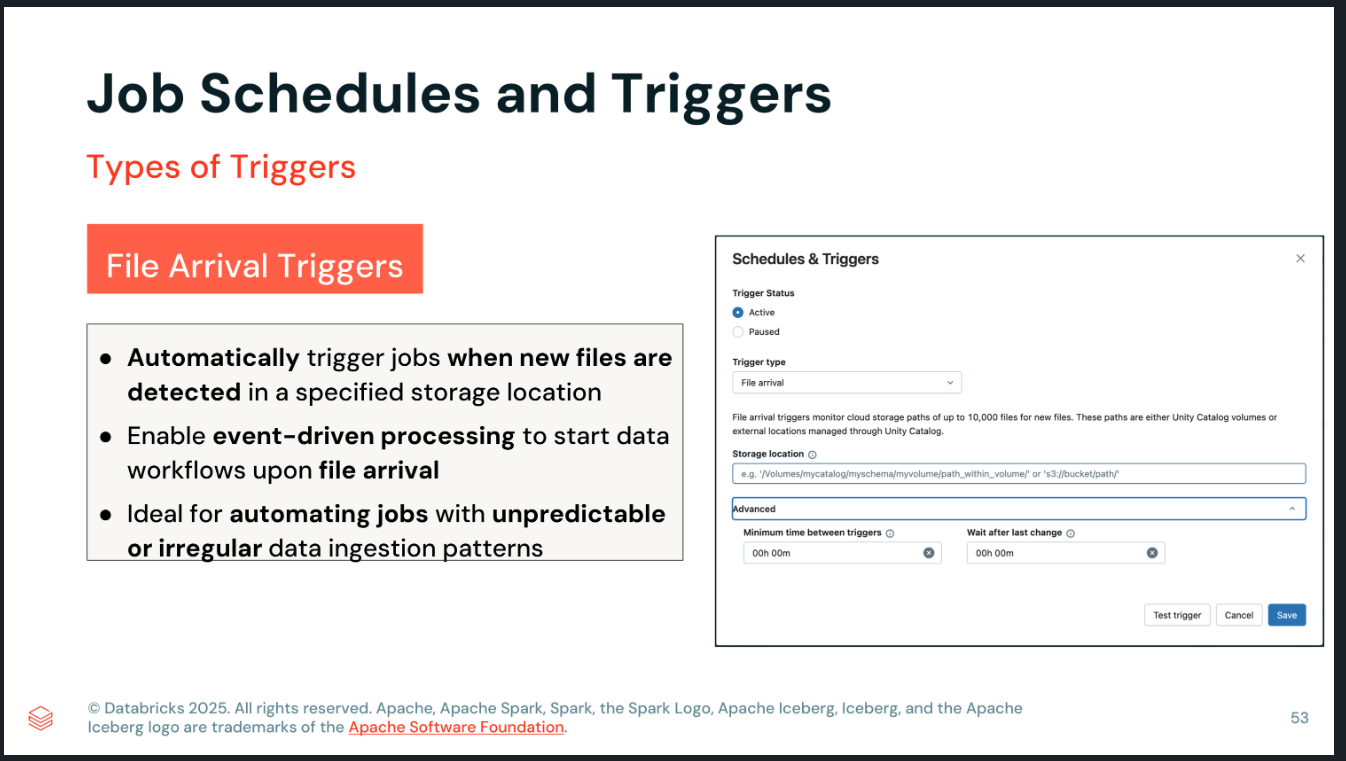 Job Schedules and Triggers
Types of Triggers
File Arrival Triggers
● Automatically trigger jobs when new files are
detected in a specified storage location
● Enable event-driven processing to start data
workflows upon file arrival
● Ideal for automating jobs with unpredictable
or irregular data ingestion patterns
Schedules & Triggers
Trigger Status
Active
Paused
Trigger type
File arrival
File arrival triggers monitor cloud storage paths of up to 10,000 files for new files. These paths are either Unity Catalog volumes or
external locations managed through Unity Catalog.
Storage location
e.g. '/Volumes/mycatalog/myschema/myvolume/path_within_volume/' or 's3://bucket/path/'
Advanced
Minimum time between triggers
Wait after last change
00h 00m
00h 00m
Test trigger
Cancel
Save
© Databricks 2025. All rights reserved. Apache, Apache Spark, Spark, the Spark Logo, Apache Iceberg, Iceberg, and the Apache
Iceberg logo are trademarks of the Apache Software Foundation.
53